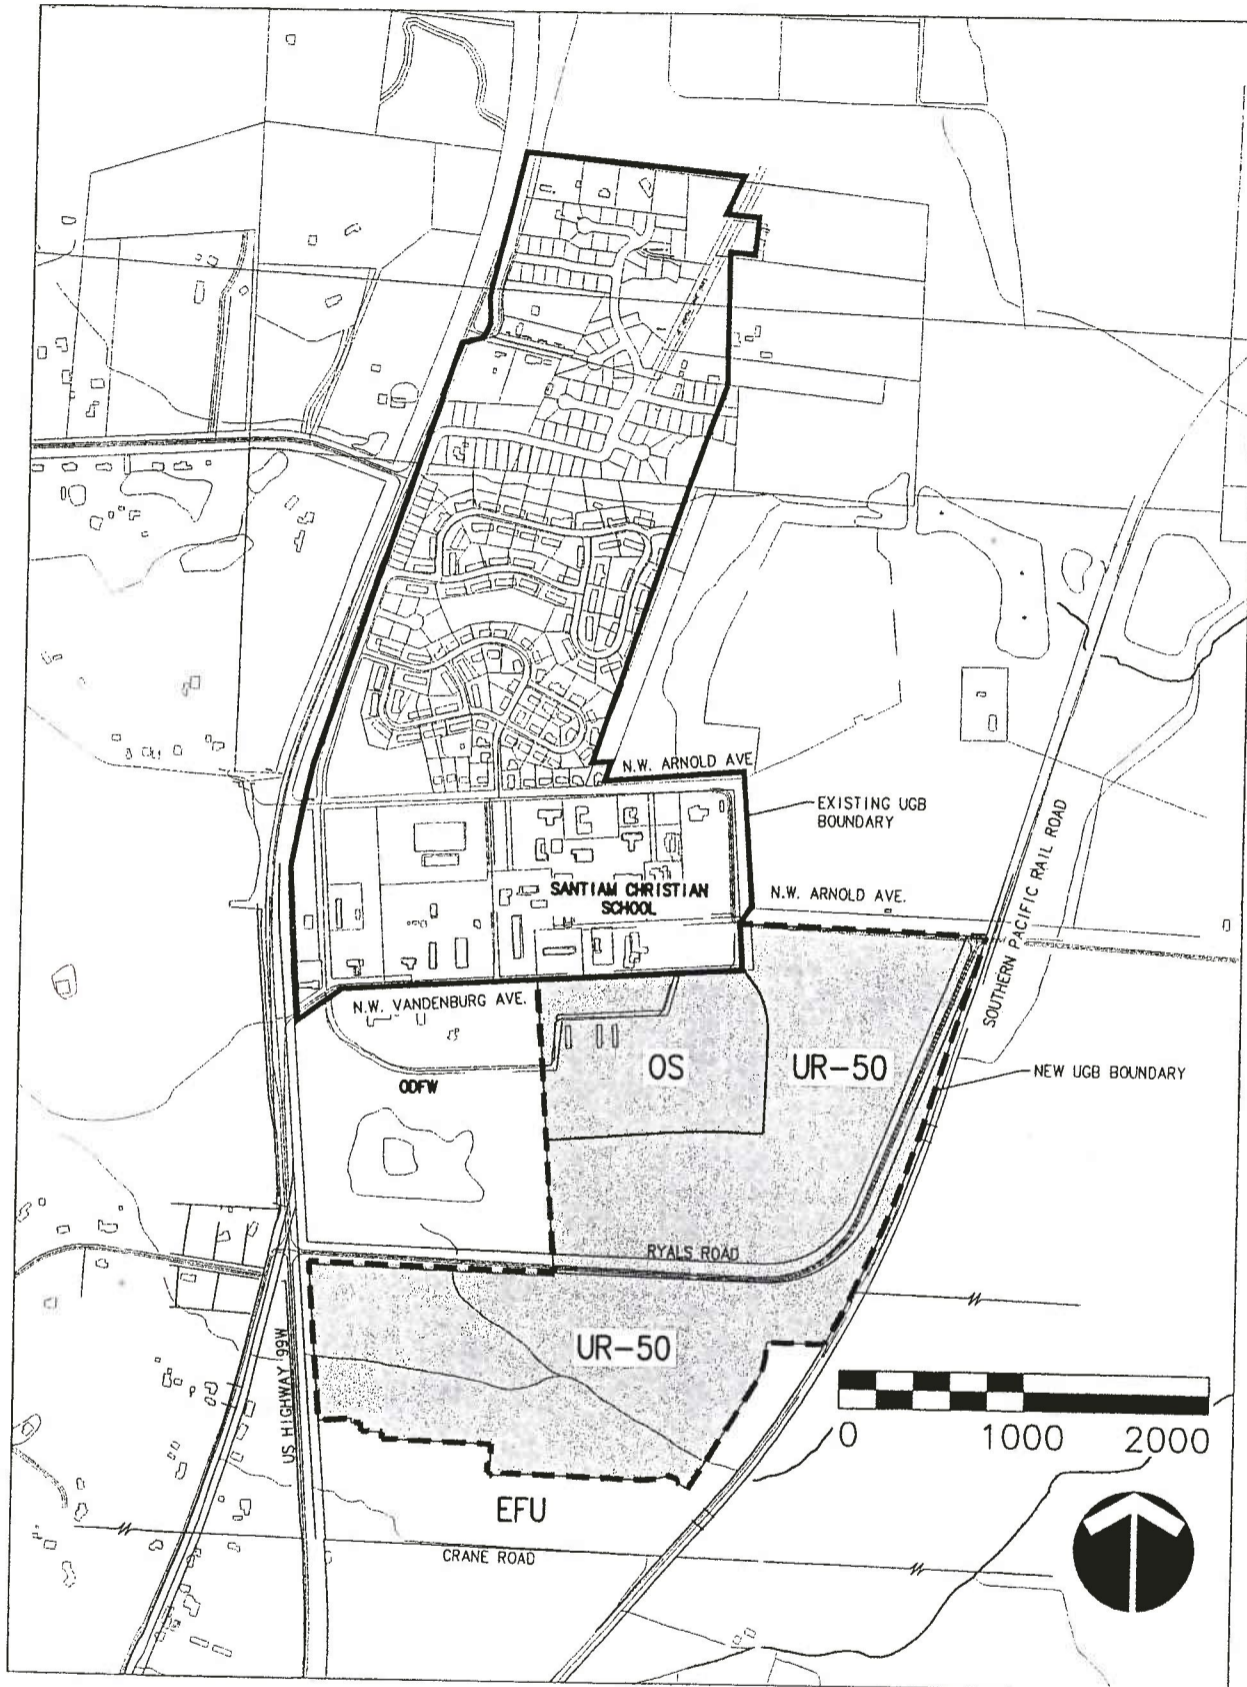 N.W. ARNOLD AVE
EXISTING UGB
BOUNDARY
SANTIAM CHRISTIAN
SCHOOL
N.W. ARNOLD AVE.
SOUTHERN PACIFIC RAIL ROAD
N.W. VANDENBURG AVE.
OS
UR-50
NEW UGB BOUNDARY
ODFW
RYALS ROAD
UR-50
US HIGHWAY 99W
0 1000 2000
EFU
CRANE ROAD